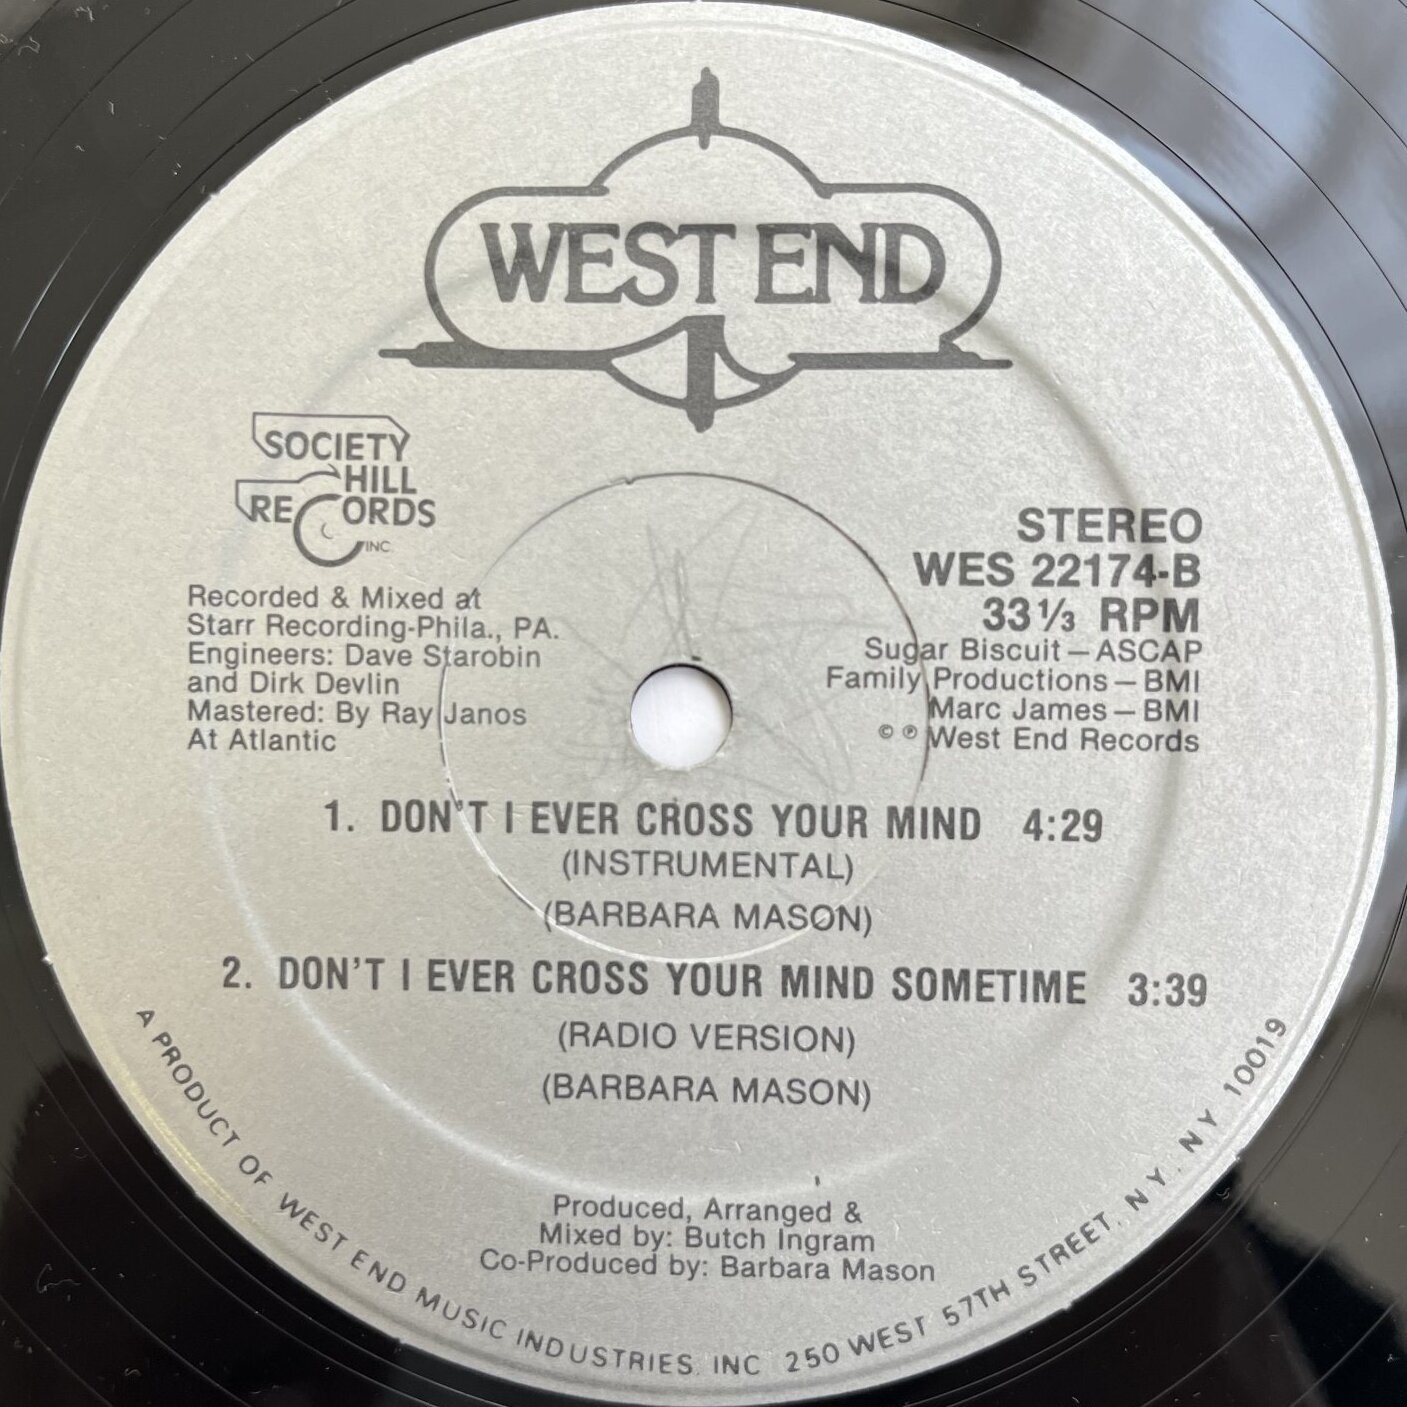 WEST END
SOCIETY
HILL
RECORDS
INC.
STEREO
WES 22174-B
33 1/3 RPM
Sugar Biscuit — ASCAP
Family Productions — BMI
Marc James — BMI
© ℗ West End Records
Recorded & Mixed at
Starr Recording-Phila., PA.
Engineers: Dave Starobin
and Dirk Devlin
Mastered: By Ray Janos
At Atlantic
1. DON'T I EVER CROSS YOUR MIND 4:29
(INSTRUMENTAL)
(BARBARA MASON)
2. DON'T I EVER CROSS YOUR MIND SOMETIME 3:39
(RADIO VERSION)
(BARBARA MASON)
Produced, Arranged &
Mixed by: Butch Ingram
Co-Produced by: Barbara Mason
A PRODUCT OF WEST END MUSIC INDUSTRIES. INC 250 WEST 57TH STREET, N.Y. NY 10019